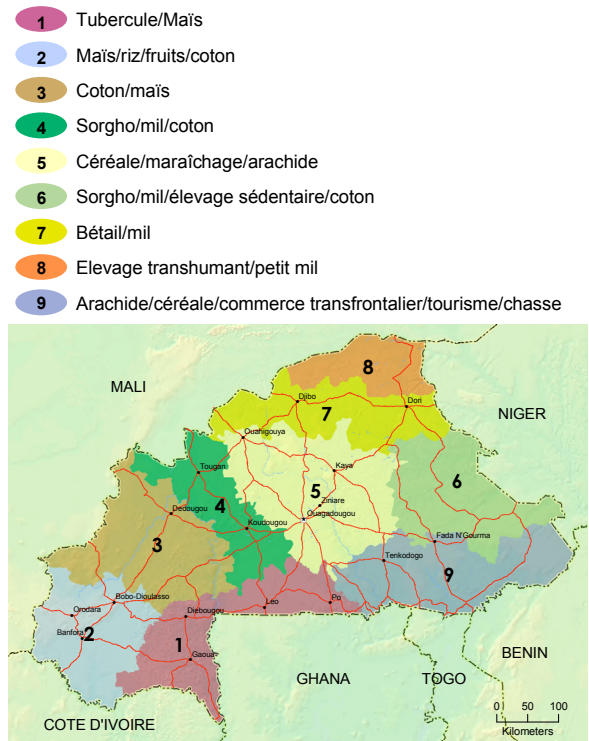 1 Tubercule/Maïs
2 Maïs/riz/fruits/coton
3 Coton/maïs
4 Sorgho/mil/coton
5 Céréale/maraîchage/arachide
6 Sorgho/mil/élevage sédentaire/coton
7 Bétail/mil
8 Elevage transhumant/petit mil
9 Arachide/céréale/commerce transfrontalier/tourisme/chasse
8
MALI
Djibo
Dori
7
NIGER
Ouahigouya
Tougan
Kaya
6
5
Ziniare
4
Dedougou
Ouagadougou
Koudougou
3
Fada N'Gourma
Tenkodogo
9
Bobo-Dioulasso
Leo
Po
Orodara
Diebougou
Banfora
2
1
Gaoua
BENIN
GHANA
TOGO
0 50 100
COTE D'IVOIRE
Kilometers